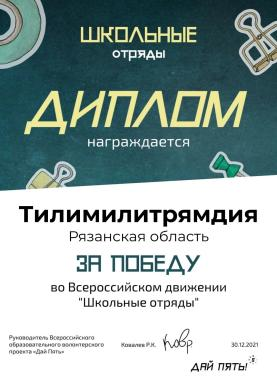 ШКОЛЬНЫЕ
отряды
ДИПЛОМ
награждается
Тилимилитрямдия
Рязанская область
ЗА ПОБЕДУ
во Всероссийском движении
"Школьные отряды"
Руководитель Всероссийского
образовательного волонтерского
проекта «Дай Пять»
Ковалев Р.К.
30.12.2021
ДАЙ ПЯТЬ!